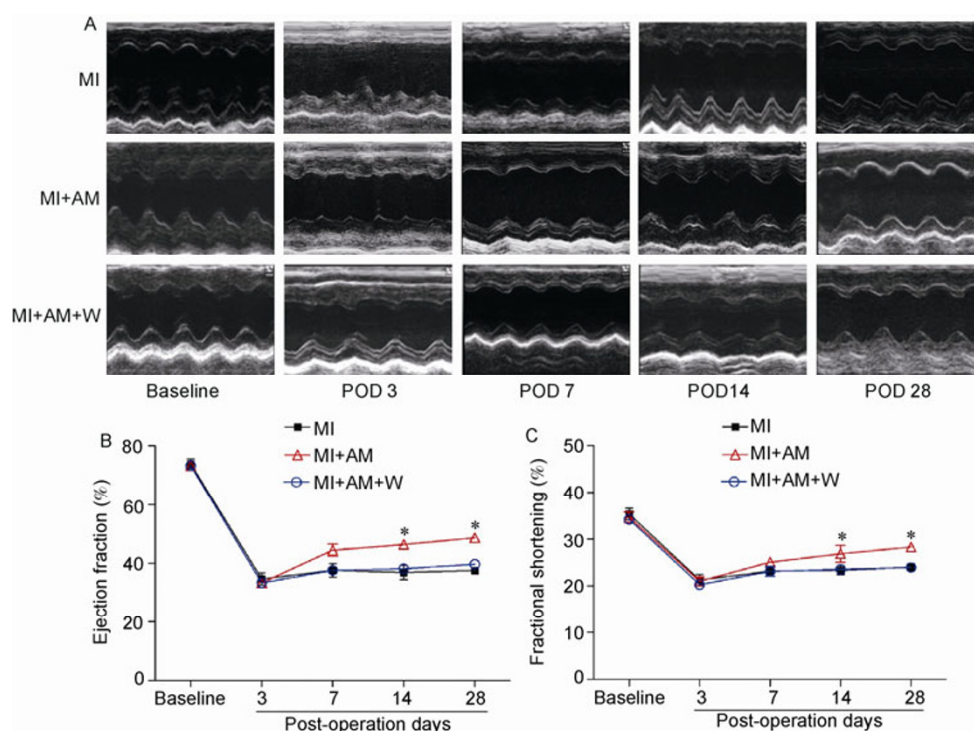 A
MI
MI+AM
MI+AM+W
Baseline POD 3 POD 7 POD14 POD 28
B
MI
MI+AM
MI+AM+W
Ejection fraction (%)
80
60
40
20
0
* *
Baseline 3 7 14 28
Post-operation days
C
MI
MI+AM
MI+AM+W
Fractional shortening (%)
50
40
30
20
10
0
* *
Baseline 3 7 14 28
Post-operation days